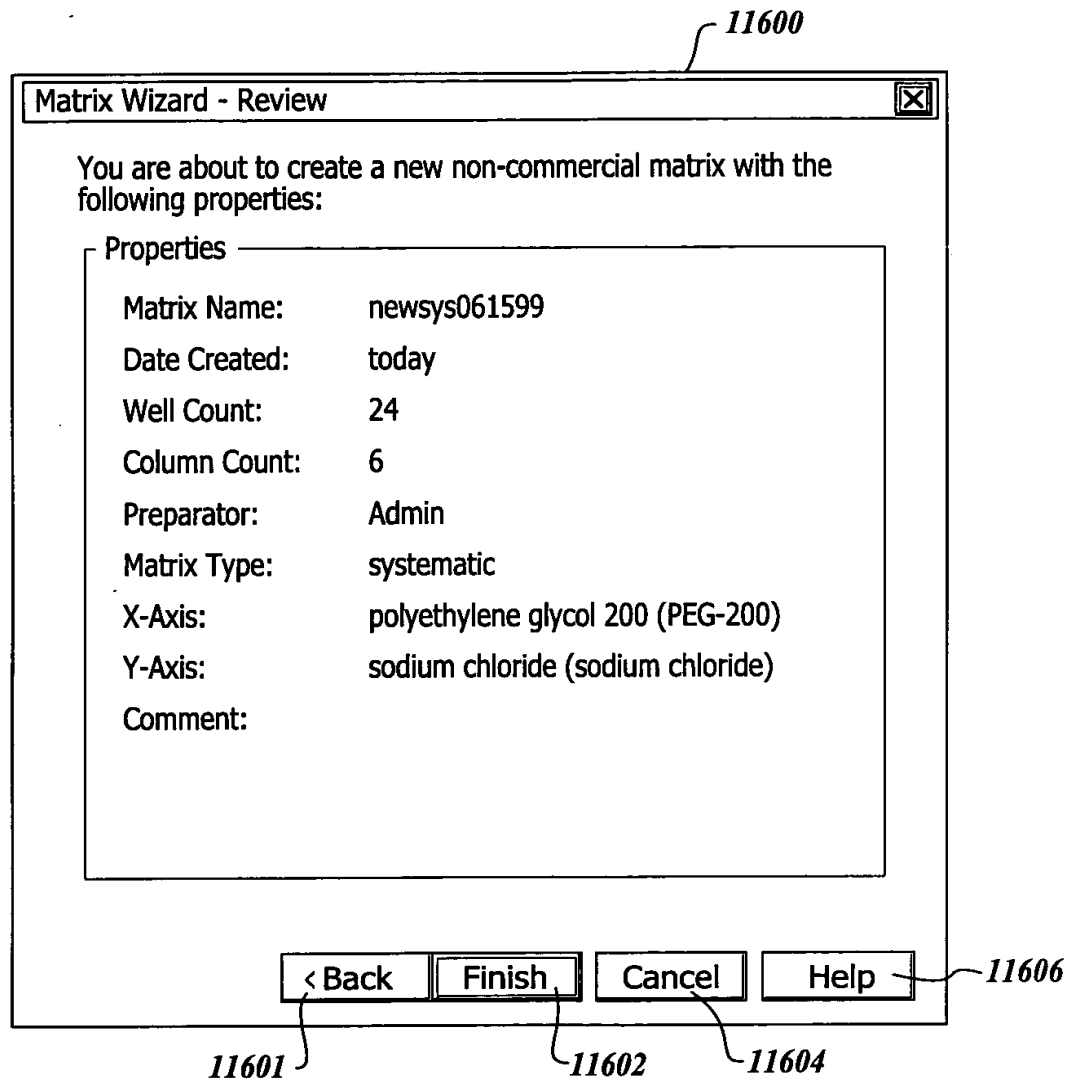 11600
Matrix Wizard - Review
You are about to create a new non-commercial matrix with the
following properties:
Properties
Matrix Name: newsys061599
Date Created: today
Well Count: 24
Column Count: 6
Preparator: Admin
Matrix Type: systematic
X-Axis: polyethylene glycol 200 (PEG-200)
Y-Axis: sodium chloride (sodium chloride)
Comment:
<Back Finish Cancel Help 11606
11601 11602 11604